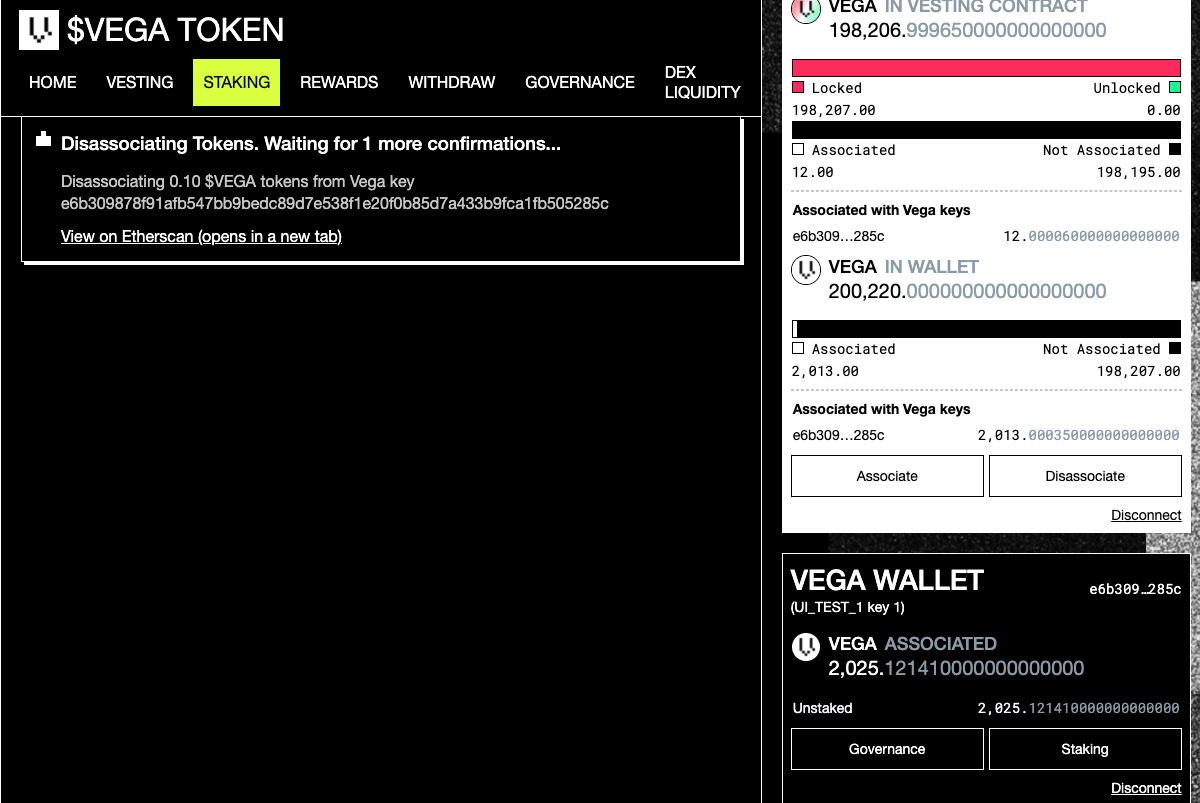 $VEGA TOKEN
HOME VESTING STAKING REWARDS WITHDRAW GOVERNANCE DEX LIQUIDITY
Disassociating Tokens. Waiting for 1 more confirmations...
Disassociating 0.10 $VEGA tokens from Vega key
e6b309878f91afb547bb9bedc89d7e538f1e20f0b85d7a433b9fca1fb505285c
View on Etherscan (opens in a new tab)
VEGA IN VESTING CONTRACT
198,206.999650000000000000
Locked Unlocked
198,207.00 0.00
Associated Not Associated
12.00 198,195.00
Associated with Vega keys
e6b309…285c 12.000060000000000000
VEGA IN WALLET
200,220.000000000000000000
Associated Not Associated
2,013.00 198,207.00
Associated with Vega keys
e6b309…285c 2,013.000350000000000000
Associate Disassociate
Disconnect
VEGA WALLET e6b309…285c
(UI_TEST_1 key 1)
VEGA ASSOCIATED
2,025.121410000000000000
Unstaked 2,025.121410000000000000
Governance Staking
Disconnect